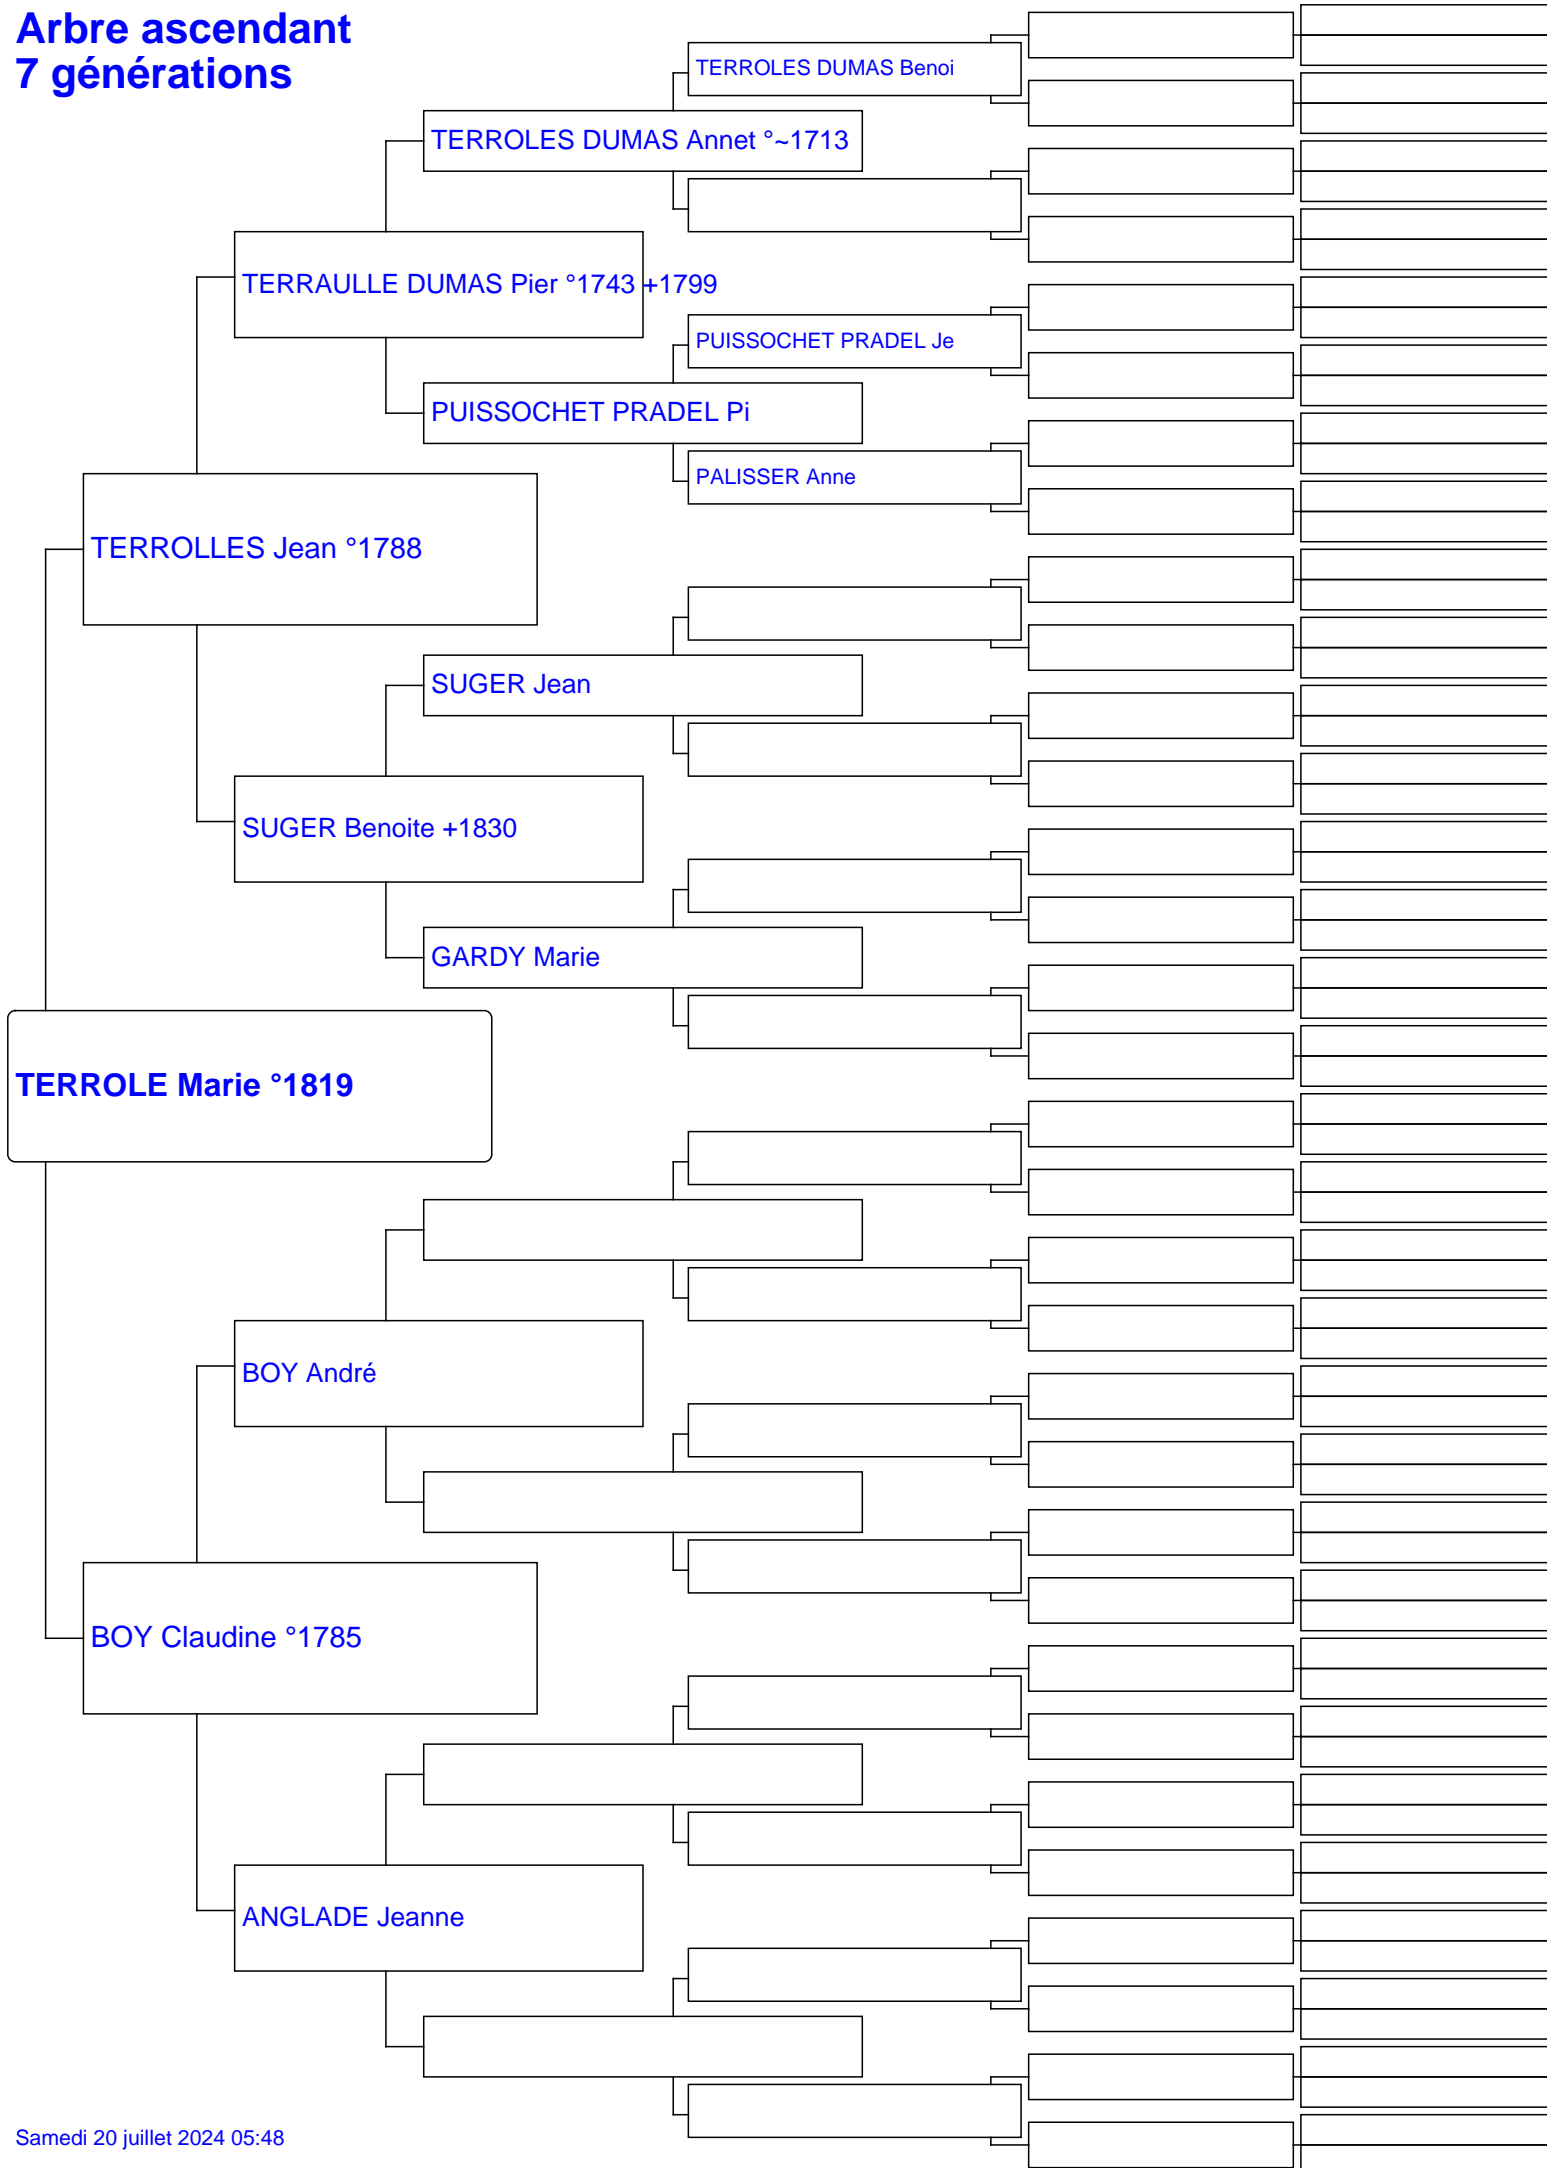 Arbre ascendant
7 générations
TERROLES DUMAS Benoi
TERROLES DUMAS Annet °~1713
TERRAULLE DUMAS Pier °1743 +1799
PUISSOCHET PRADEL Je
PUISSOCHET PRADEL Pi
PALISSER Anne
TERROLLES Jean °1788
SUGER Jean
SUGER Benoite +1830
GARDY Marie
TERROLE Marie °1819
BOY André
BOY Claudine °1785
ANGLADE Jeanne
Samedi 20 juillet 2024 05:48